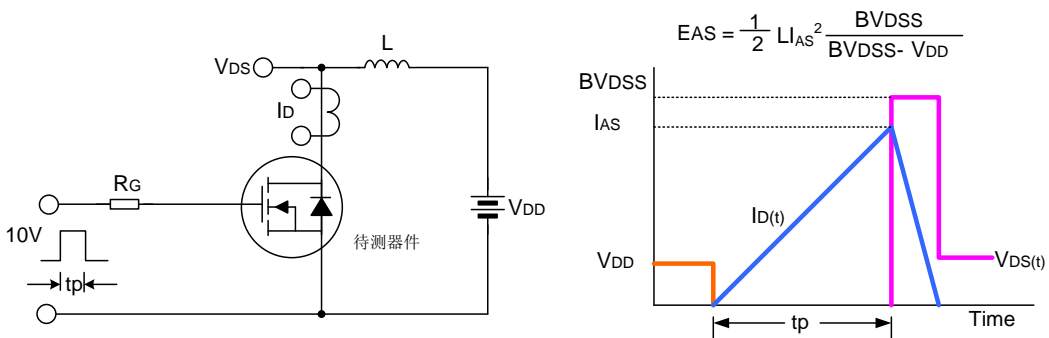 VDS
L
ID
RG
10V
tp
VDD
待测器件
EAS = 1/2 LIAS² BVDSS / BVDSS- VDD
BVDSS
IAS
ID(t)
VDD
VDS(t)
tp
Time